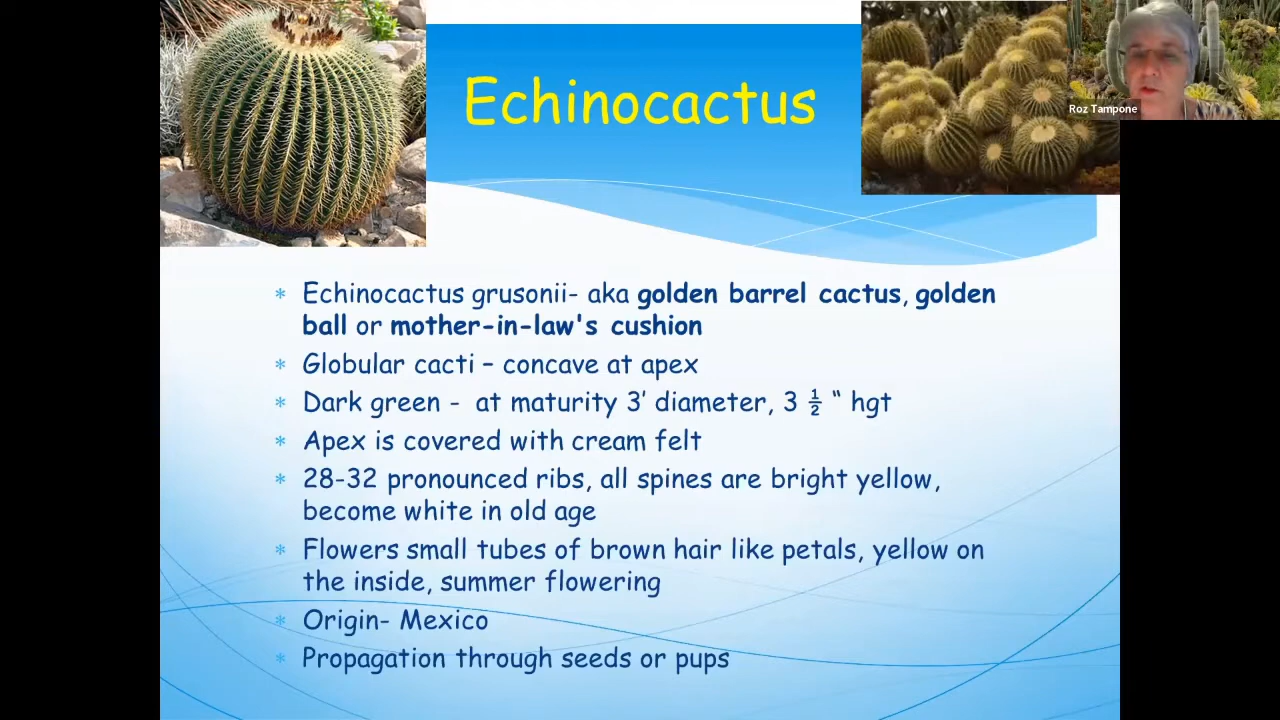 Echinocactus
Roz Tampone
Echinocactus grusonii- aka golden barrel cactus, golden
ball or mother-in-law's cushion
Globular cacti – concave at apex
Dark green -  at maturity 3' diameter, 3 ½ “ hgt
Apex is covered with cream felt
28-32 pronounced ribs, all spines are bright yellow,
become white in old age
Flowers small tubes of brown hair like petals, yellow on
the inside, summer flowering
Origin- Mexico
Propagation through seeds or pups